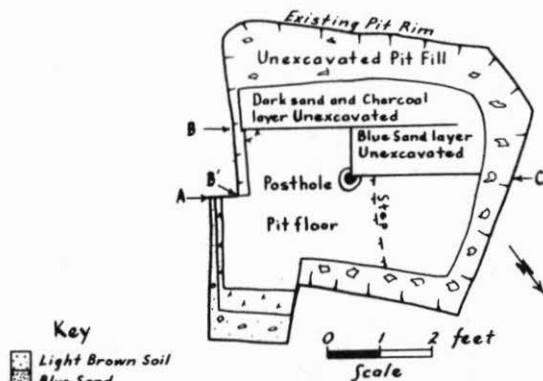 Existing Pit Rim
Unexcavated Pit Fill
Dark sand and Charcoal
layer Unexcavated
Blue Sand layer
Unexcavated
B
B'
A
Posthole
C
Step
Pit floor
Key
0 1 2 feet
Scale
Light Brown Soil
Blue Sand